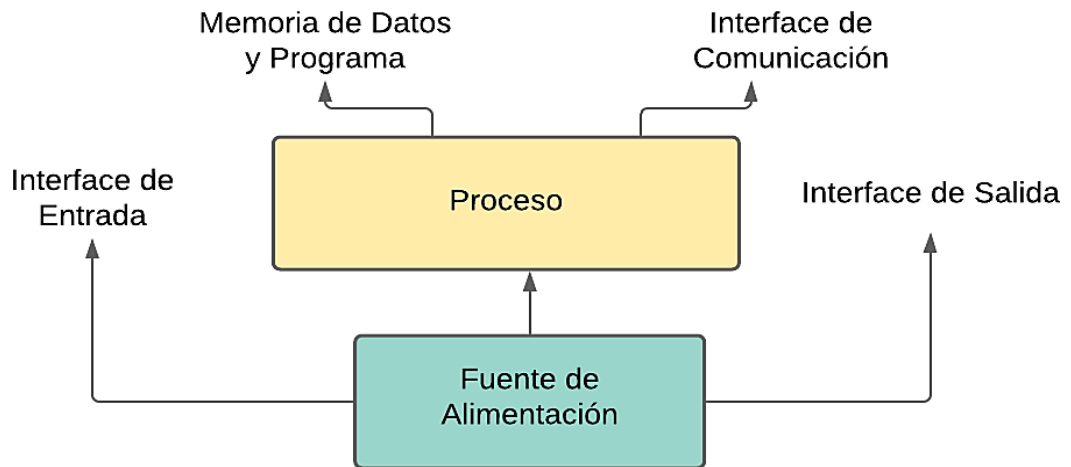 Memoria de Datos
y Programa
Interface de
Comunicación
Interface de
Entrada
Proceso
Interface de Salida
Fuente de
Alimentación